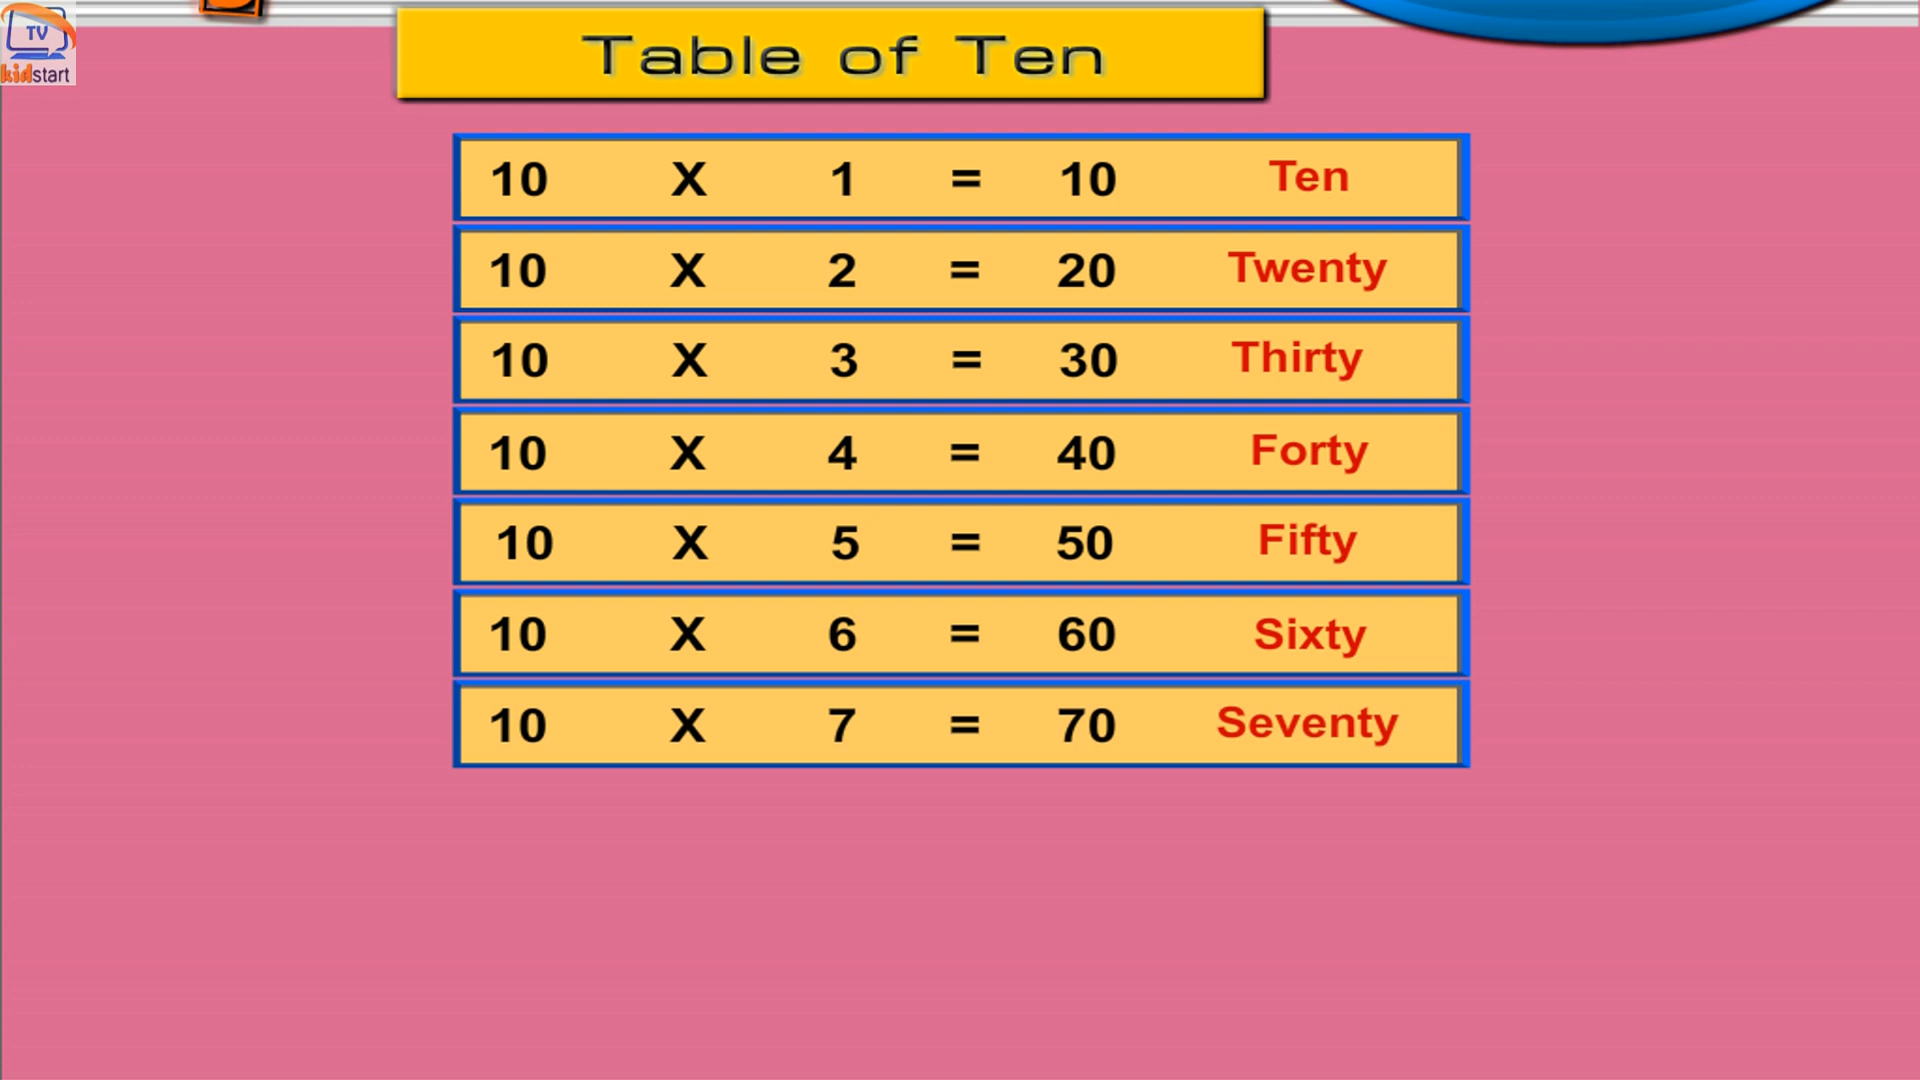 TV
kidstart
Table of Ten
10 X 1 = 10 Ten
10 X 2 = 20 Twenty
10 X 3 = 30 Thirty
10 X 4 = 40 Forty
10 X 5 = 50 Fifty
10 X 6 = 60 Sixty
10 X 7 = 70 Seventy